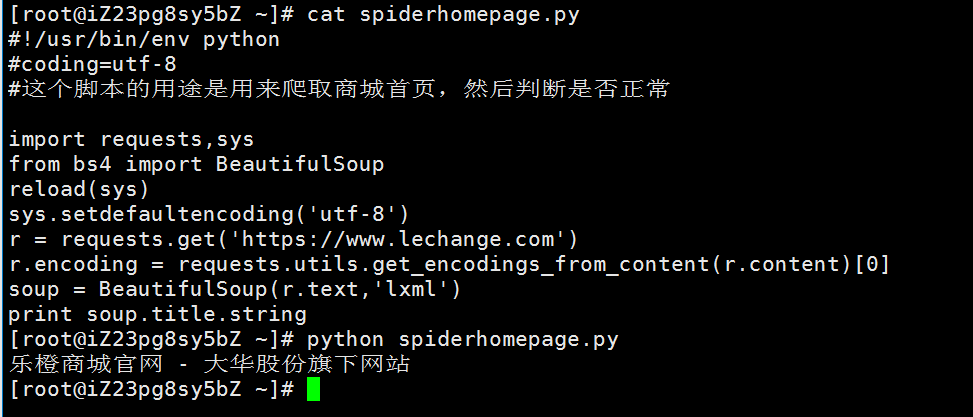 [root@iZ23pg8sy5bZ ~]# cat spiderhomepage.py
#!/usr/bin/env python
#coding=utf-8
#这个脚本的用途是用来爬取商城首页，然后判断是否正常
import requests,sys
from bs4 import BeautifulSoup
reload(sys)
sys.setdefaultencoding('utf-8')
r = requests.get('https://www.lechange.com')
r.encoding = requests.utils.get_encodings_from_content(r.content)[0]
soup = BeautifulSoup(r.text,'lxml')
print soup.title.string
[root@iZ23pg8sy5bZ ~]# python spiderhomepage.py
乐橙商城官网 - 大华股份旗下网站
[root@iZ23pg8sy5bZ ~]#